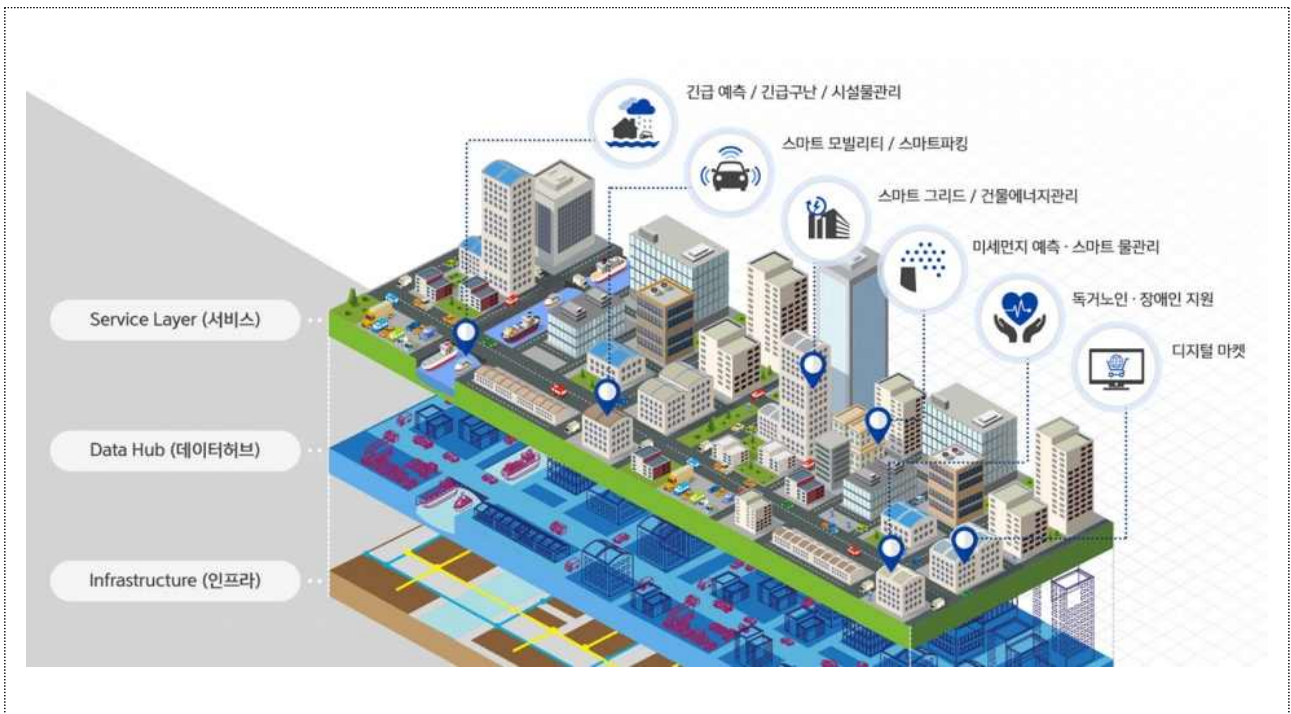 긴급 예측 / 긴급구난 / 시설물관리
스마트 모빌리티 / 스마트파킹
스마트 그리드 / 건물에너지관리
미세먼지 예측 · 스마트 물관리
독거노인 · 장애인 지원
디지털 마켓
Service Layer (서비스)
Data Hub (데이터허브)
Infrastructure (인프라)